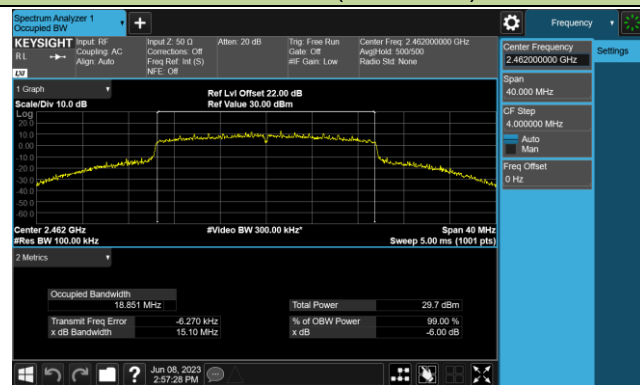 Spectrum Analyzer 1
Occupied BW
Frequency
KEYSIGHT
Input: RF
Input Z: 50 Ω
Atten: 20 dB
Trig: Free Run
Center Freq: 2.462000000 GHz
RL
Coupling: AC
Corrections: Off
Gate: Off
Avg|Hold: 500/500
Align: Auto
Freq Ref: Int (S)
#IF Gain: Low
Radio Std: None
NFE: Off
LXI
Center Frequency
2.462000000 GHz
Settings
Span
40.000 MHz
CF Step
4.000000 MHz
Auto
Man
Freq Offset
0 Hz
1 Graph
Ref Lvl Offset 22.00 dB
Scale/Div 10.0 dB
Ref Value 30.00 dBm
Log
20.0
10.0
0.00
-10.0
-20.0
-30.0
-40.0
-50.0
-60.0
Center 2.462 GHz
#Video BW 300.00 kHz*
Span 40 MHz
#Res BW 100.00 kHz
Sweep 5.00 ms (1001 pts)
2 Metrics
Occupied Bandwidth
18.851 MHz
Total Power
29.7 dBm
Transmit Freq Error
-6.270 kHz
% of OBW Power
99.00 %
x dB Bandwidth
15.10 MHz
x dB
-6.00 dB
?
Jun 08, 2023
2:57:28 PM